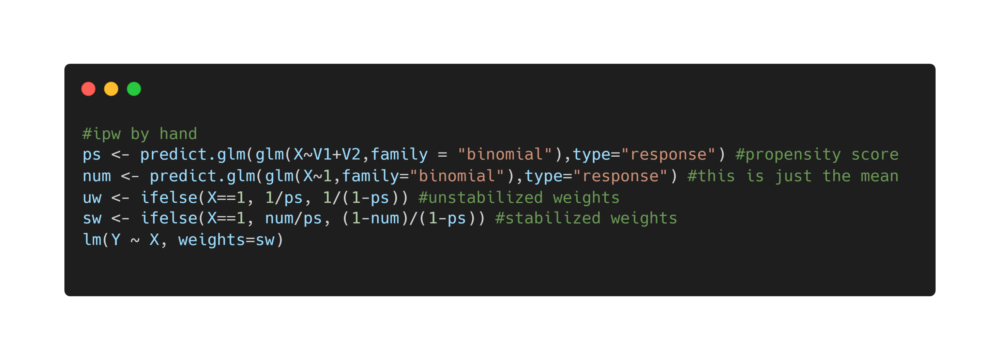 #ipw by hand
ps <- predict.glm(glm(X~V1+V2,family = "binomial"),type="response") #propensity score
num <- predict.glm(glm(X~1,family="binomial"),type="response") #this is just the mean
uw <- ifelse(X==1, 1/ps, 1/(1-ps)) #unstabilized weights
sw <- ifelse(X==1, num/ps, (1-num)/(1-ps)) #stabilized weights
lm(Y ~ X, weights=sw)